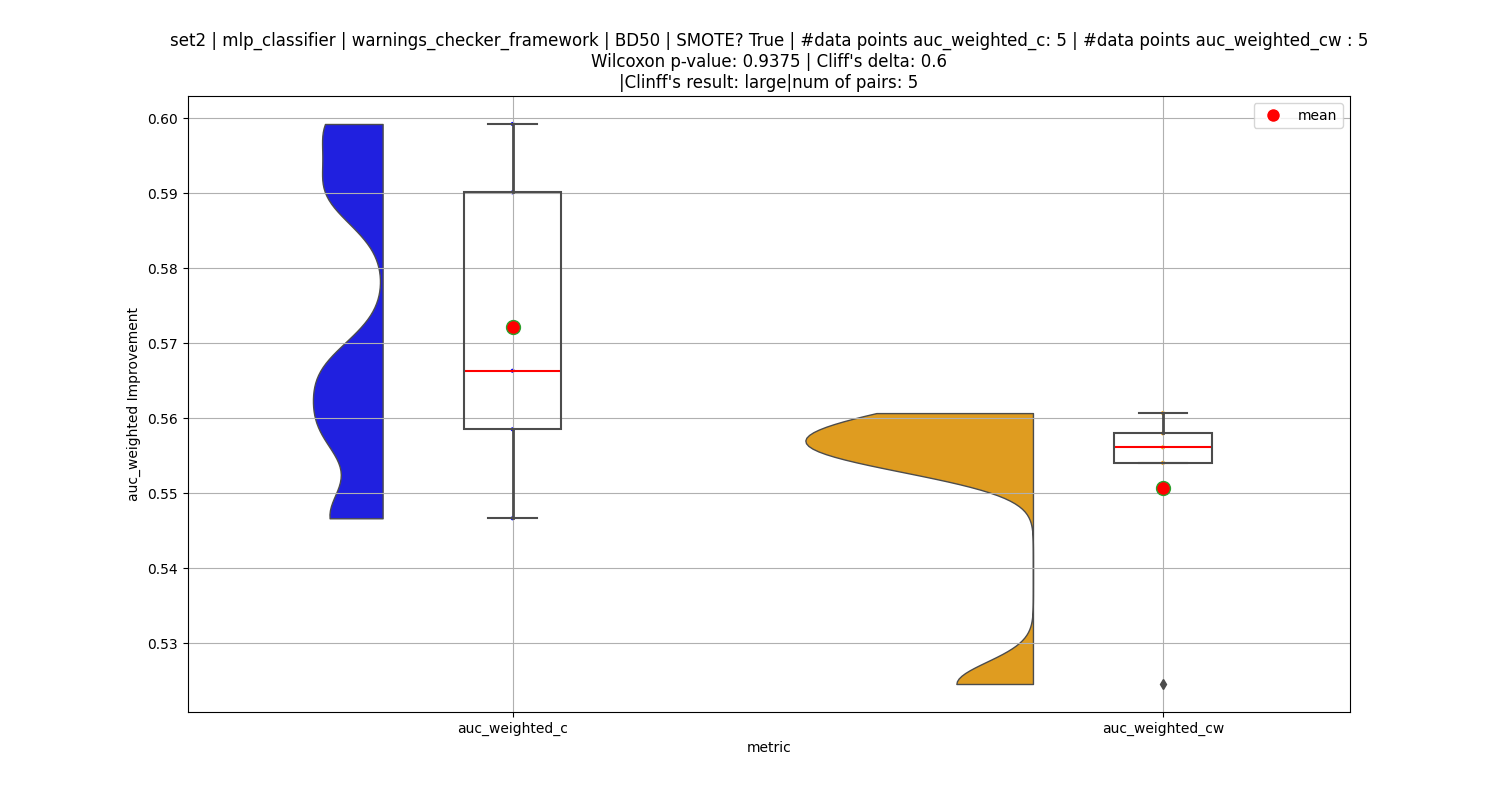 set2 | mlp_classifier | warnings_checker_framework | BD50 | SMOTE? True | #data points auc_weighted_c: 5 | #data points auc_weighted_cw : 5
Wilcoxon p-value: 0.9375 | Cliff's delta: 0.6
|Clinff's result: large|num of pairs: 5
mean
0.60
0.59
0.58
0.57
0.56
0.55
0.54
0.53
auc_weighted Improvement
auc_weighted_c
auc_weighted_cw
metric